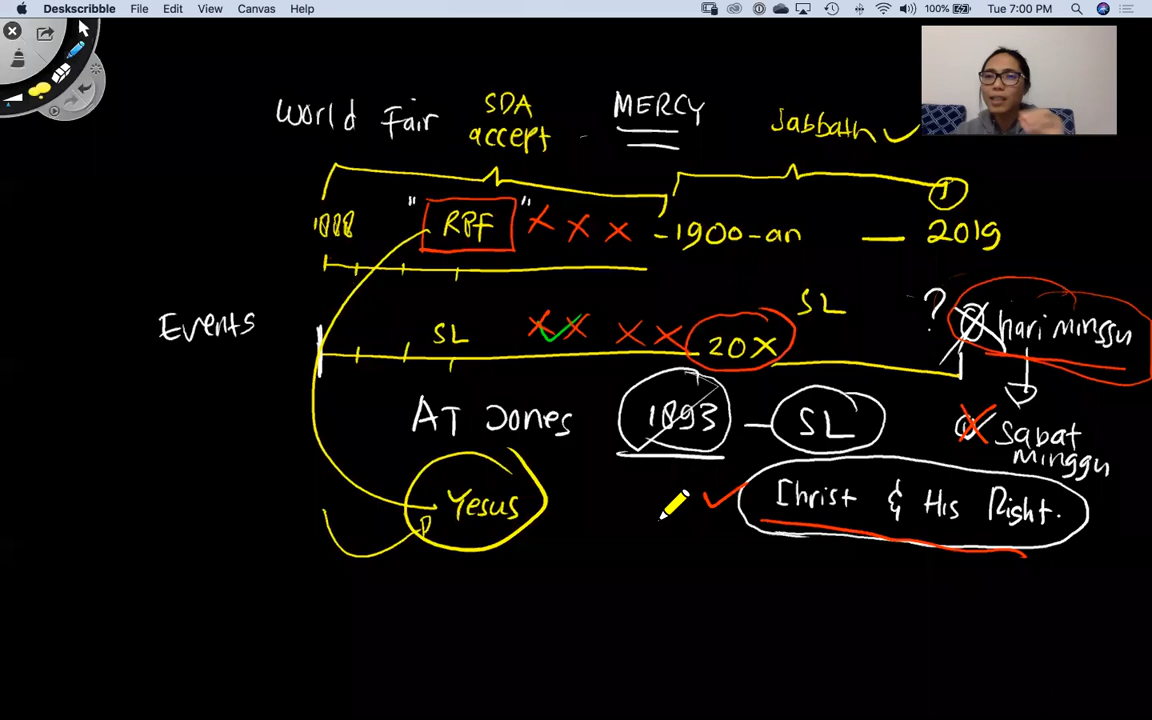 Deskscribble File Edit View Canvas Help 100% Tue 7:00 PM
World Fair SDA accept - MERCY Sabbath ✓
1888 "RPF" X X X -1900-an — 2019 ①
Events SL X X X X 20X SL ? hari minggu
AT Jones 1893 — SL Sabat minggu
Yesus ✓ Christ & His Right.